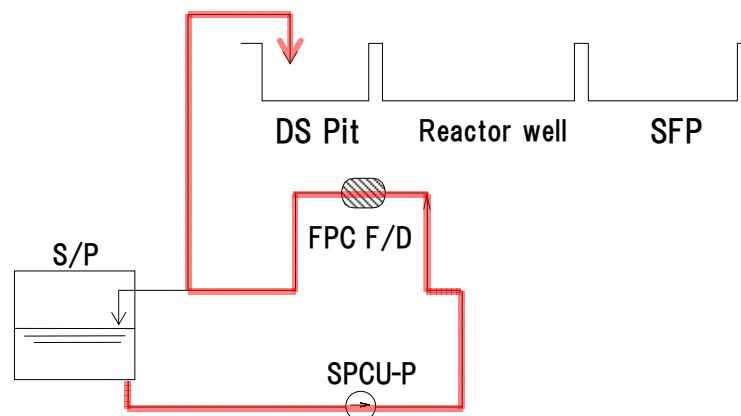 DS Pit
Reactor well
SFP
FPC F/D
S/P
SPCU-P